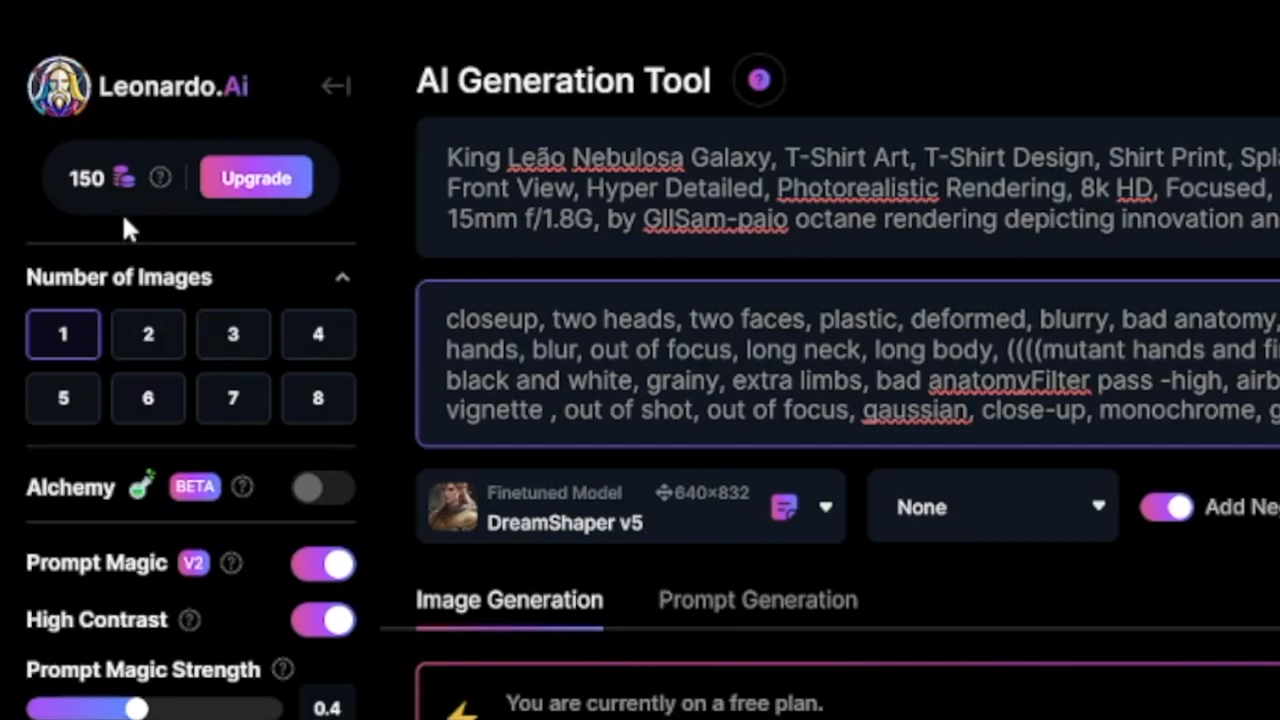 Leonardo.Ai
150
Upgrade
Number of Images
1
2
3
4
5
6
7
8
Alchemy BETA
Prompt Magic V2
High Contrast
Prompt Magic Strength
0.4
AI Generation Tool
King Leão Nebulosa Galaxy, T-Shirt Art, T-Shirt Design, Shirt Print, Spl
Front View, Hyper Detailed, Photorealistic Rendering, 8k HD, Focused,
15mm f/1.8G, by GllSam-paio octane rendering depicting innovation an
closeup, two heads, two faces, plastic, deformed, blurry, bad anatomy,
hands, blur, out of focus, long neck, long body, ((((mutant hands and fi
black and white, grainy, extra limbs, bad anatomyFilter pass -high, airb
vignette , out of shot, out of focus, gaussian, close-up, monochrome, g
Finetuned Model 640×832
DreamShaper v5
None
Add Ne
Image Generation
Prompt Generation
You are currently on a free plan.